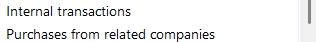 Internal transactions
Purchases from related companies